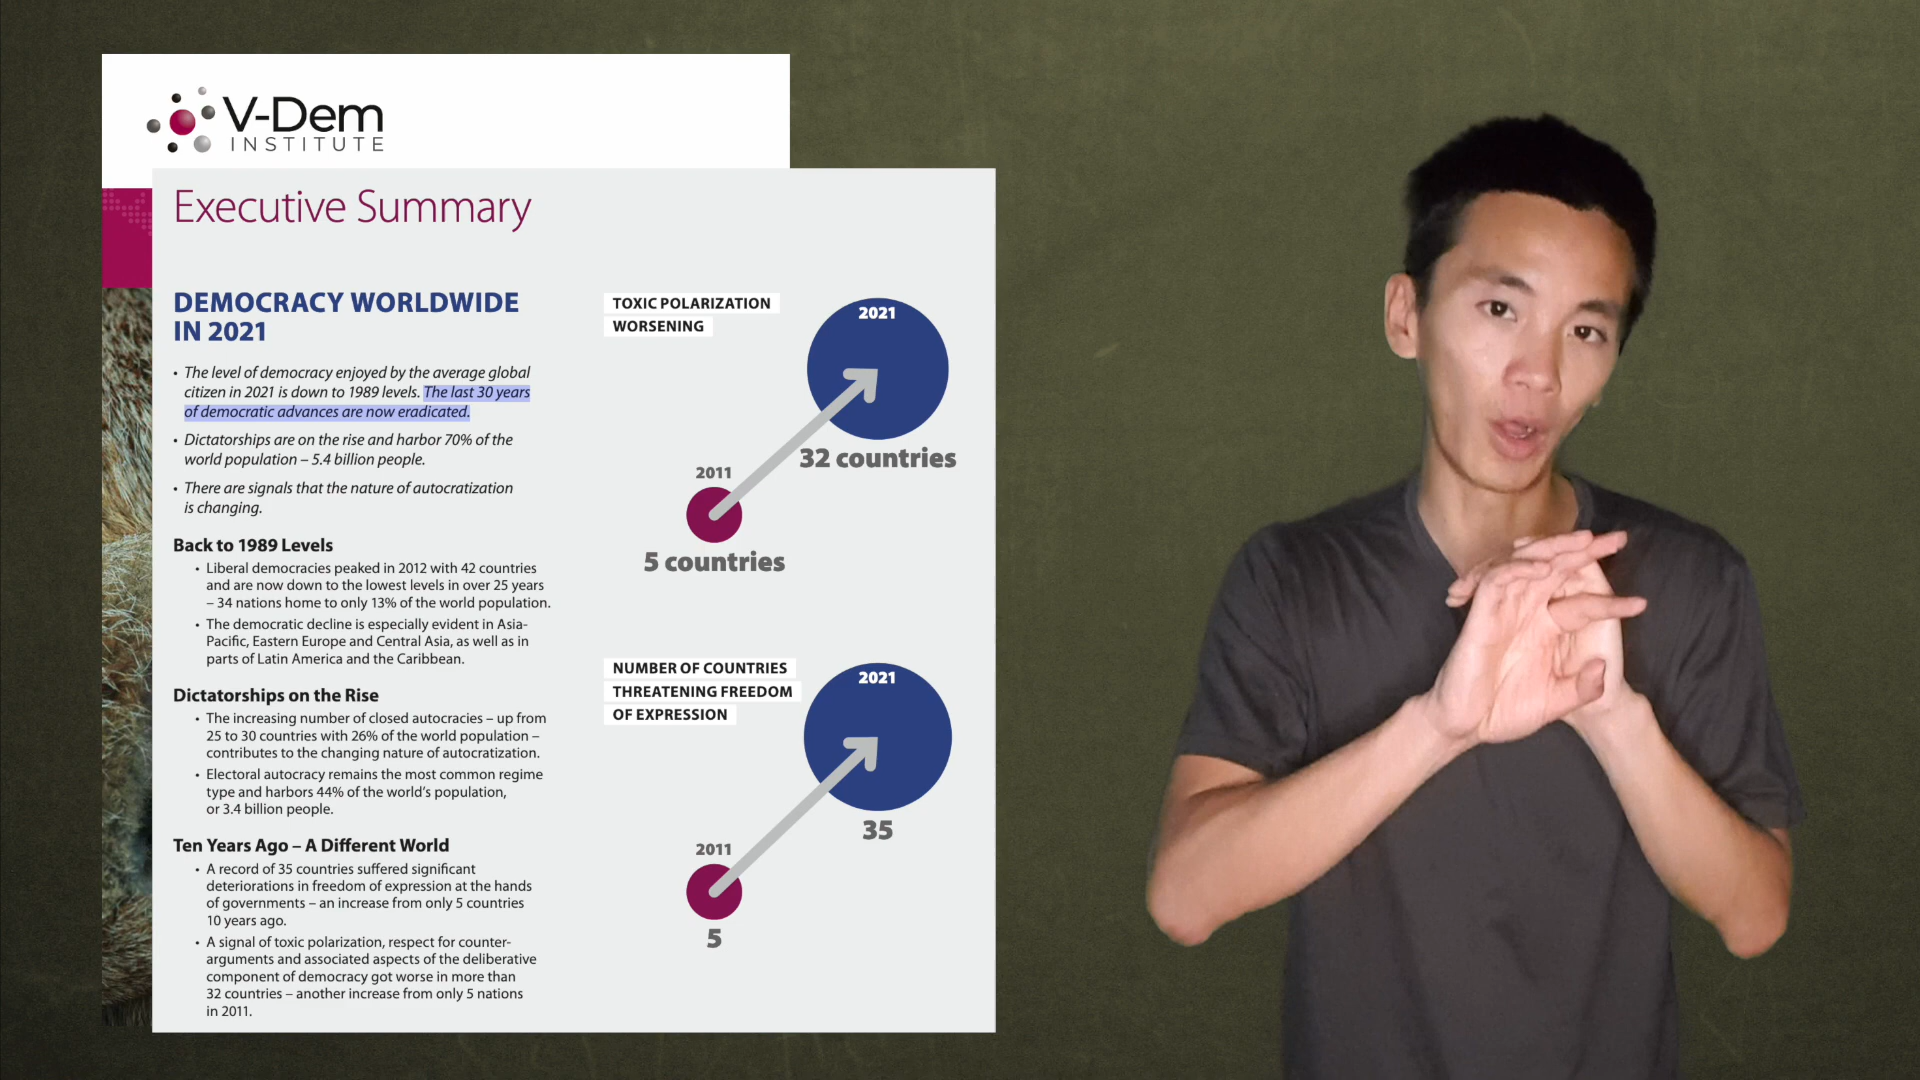 V-Dem
INSTITUTE
Executive Summary
DEMOCRACY WORLDWIDE
IN 2021
• The level of democracy enjoyed by the average global
citizen in 2021 is down to 1989 levels. The last 30 years
of democratic advances are now eradicated.
• Dictatorships are on the rise and harbor 70% of the
world population – 5.4 billion people.
• There are signals that the nature of autocratization
is changing.
Back to 1989 Levels
• Liberal democracies peaked in 2012 with 42 countries
and are now down to the lowest levels in over 25 years
– 34 nations home to only 13% of the world population.
• The democratic decline is especially evident in Asia-
Pacific, Eastern Europe and Central Asia, as well as in
parts of Latin America and the Caribbean.
Dictatorships on the Rise
• The increasing number of closed autocracies – up from
25 to 30 countries with 26% of the world population –
contributes to the changing nature of autocratization.
• Electoral autocracy remains the most common regime
type and harbors 44% of the world's population,
or 3.4 billion people.
Ten Years Ago – A Different World
• A record of 35 countries suffered significant
deteriorations in freedom of expression at the hands
of governments – an increase from only 5 countries
10 years ago.
• A signal of toxic polarization, respect for counter-
arguments and associated aspects of the deliberative
component of democracy got worse in more than
32 countries – another increase from only 5 nations
in 2011.
TOXIC POLARIZATION
WORSENING
2021
32 countries
2011
5 countries
NUMBER OF COUNTRIES
THREATENING FREEDOM
OF EXPRESSION
2021
35
2011
5